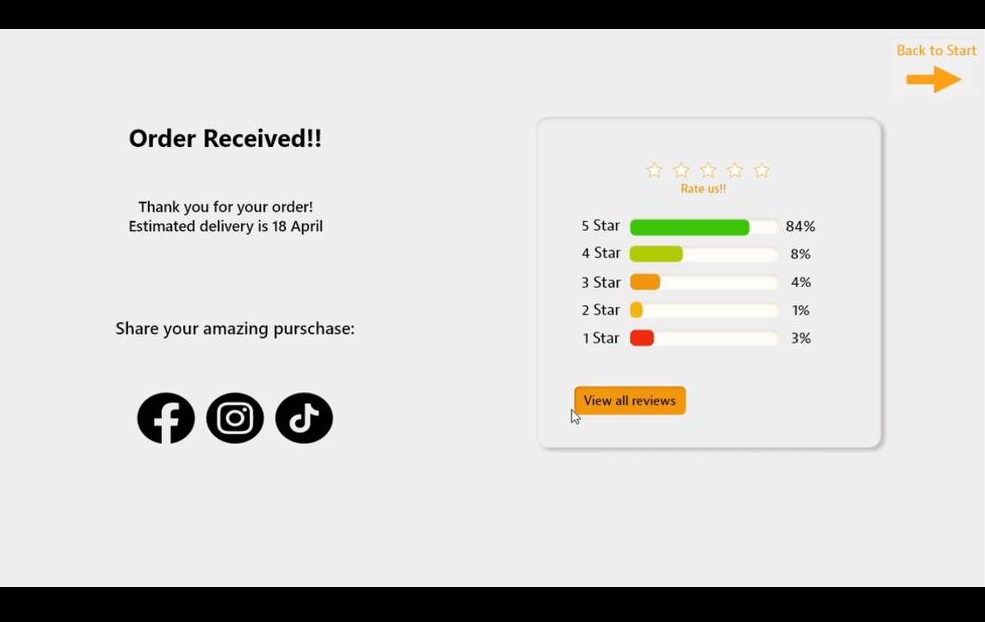 Back to Start
Order Received!!
Thank you for your order!
Estimated delivery is 18 April
Share your amazing purschase:
Rate us!!
5 Star 84%
4 Star 8%
3 Star 4%
2 Star 1%
1 Star 3%
View all reviews